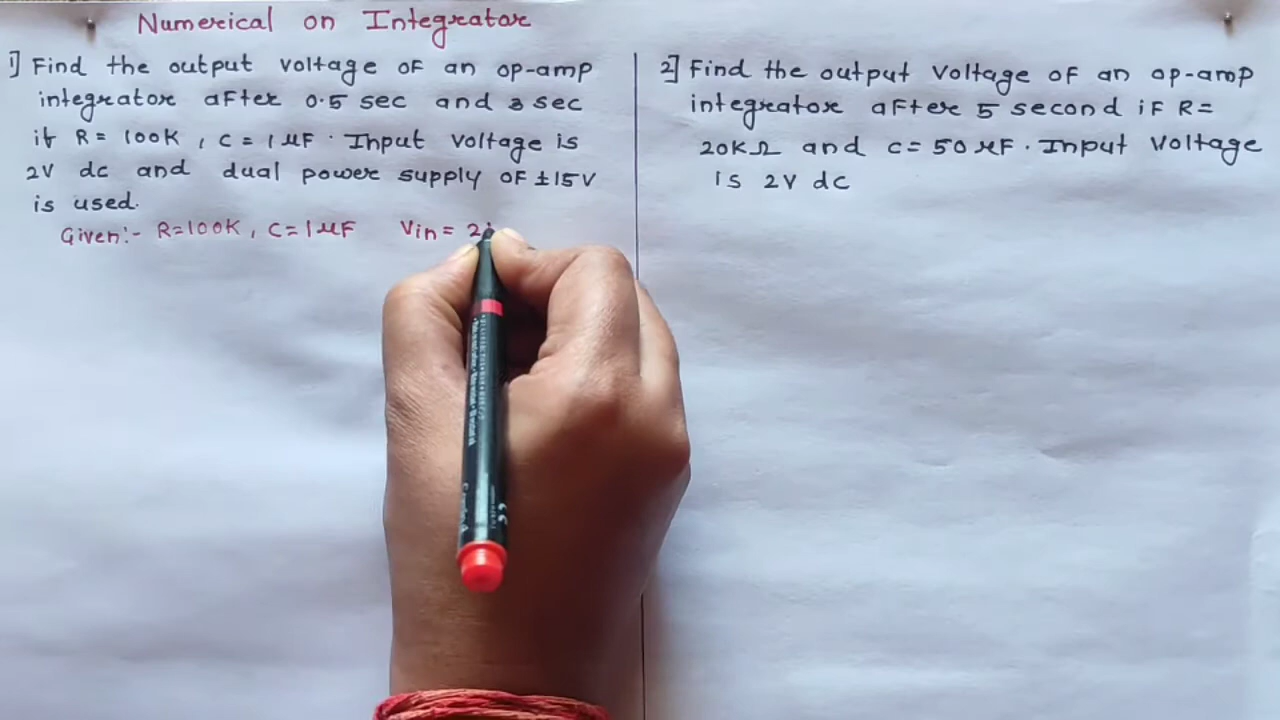 Numerical on Integrator
1] Find the output voltage of an op-amp
integrator after 0.5 sec and 3 sec
if R = 100K , C = 1 μF . Input voltage is
2V dc and dual power supply of ±15V
is used.
Given:- R=100K , C=1μF Vin = 2
2] Find the output voltage of an op-amp
integrator after 5 second if R=
20KΩ and C=50μF. Input voltage
is 2V dc